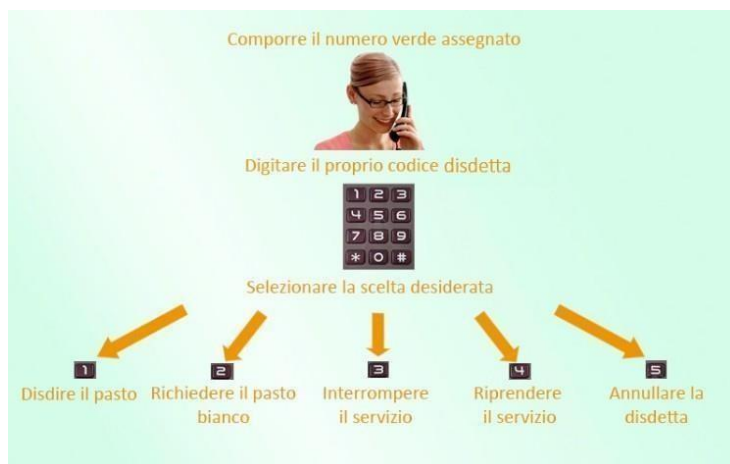 Comporre il numero verde assegnato
Digitare il proprio codice disdetta
1 2 3
4 5 6
7 8 9
* 0 #
Selezionare la scelta desiderata
1 2 3 4 5
Disdire il pasto Richiedere il pasto Interrompere Riprendere Annullare la
bianco il servizio il servizio disdetta